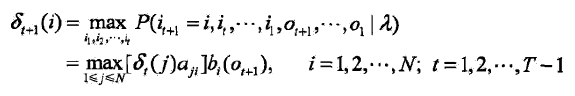 δ_{t+1}(i) = max_{i_1,i_2,⋯,i_t} P(i_{t+1} = i, i_t, ⋯, i_1, o_{t+1}, ⋯, o_1 | λ)
= max_{1≤j≤N} [δ_t(j)a_{ji}]b_i(o_{t+1}), i = 1, 2, ⋯, N; t = 1, 2, ⋯, T − 1